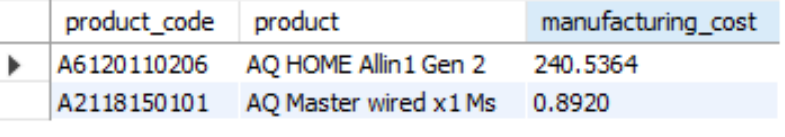 product_code product manufacturing_cost
A6120110206 AQ HOME Allin1 Gen 2 240.5364
A2118150101 AQ Master wired x1 Ms 0.8920